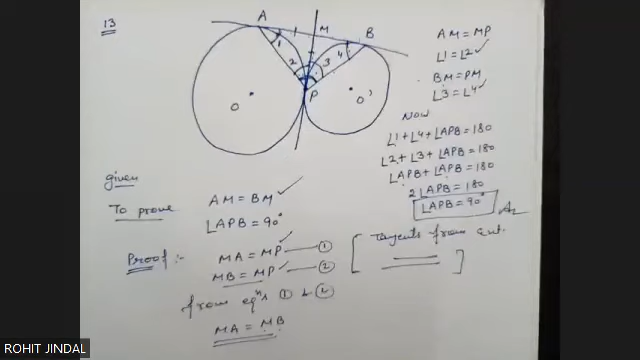 13
A
M
B
1
2
3
4
P
O
O'
given
To prove
AM = BM ✓
∠APB = 90°
Proof :-
MA = MP ✓ ①
MB = MP ✓ ②
[Tangents from ext.]
from eqⁿs ① & ②
MA = MB
AM = MP
∠1 = ∠2 ✓
BM = PM
∠3 = ∠4 ✓
NOW
∠1 + ∠4 + ∠APB = 180
∠2 + ∠3 + ∠APB = 180
∠APB + ∠APB = 180
2 ∠APB = 180
∠APB = 90°
ROHIT JINDAL